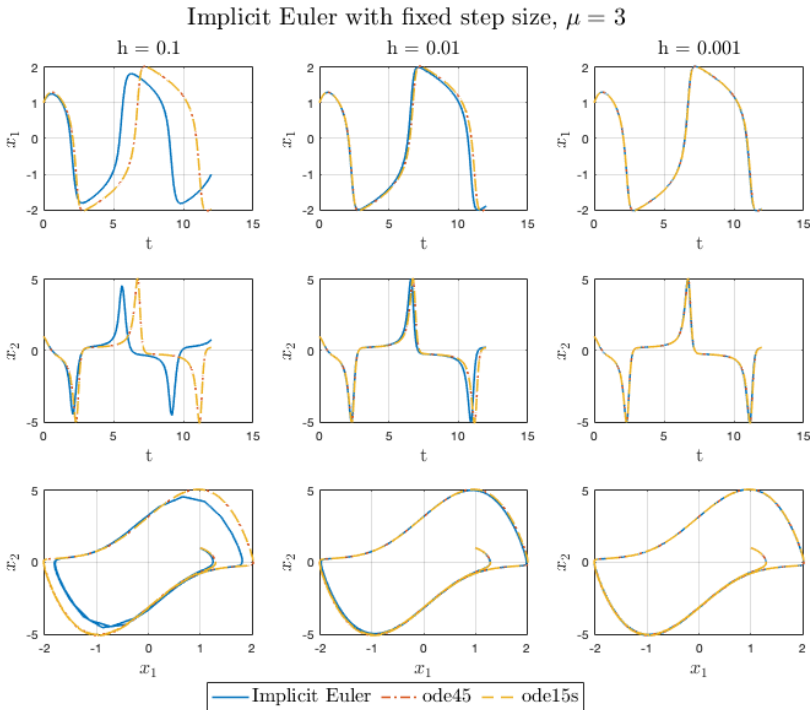 Implicit Euler with fixed step size, μ = 3
h = 0.1 h = 0.01 h = 0.001
2 2 2
1 1 1
0 0 0
-1 -1 -1
-2 -2 -2
x₁ x₁ x₁
0 5 10 15 0 5 10 15 0 5 10 15
t t t
5 5 5
0 0 0
-5 -5 -5
x₂ x₂ x₂
0 5 10 15 0 5 10 15 0 5 10 15
t t t
5 5 5
0 0 0
-5 -5 -5
x₂ x₂ x₂
-2 -1 0 1 2 -2 -1 0 1 2 -2 -1 0 1 2
x₁ x₁ x₁
Implicit Euler ode45 ode15s